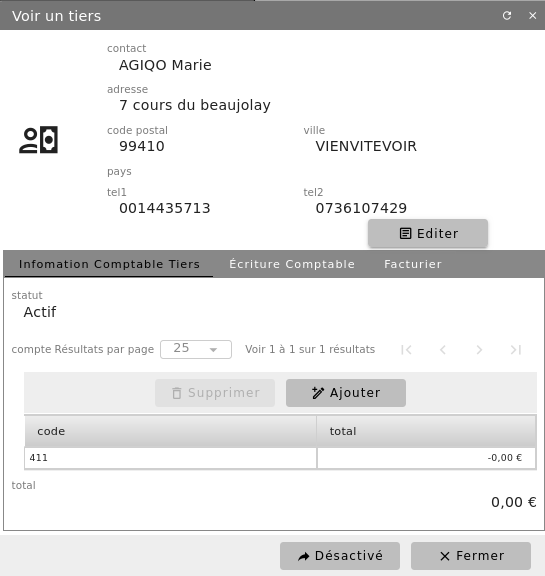 Voir un tiers
contact
AGIQO Marie
adresse
7 cours du beaujolay
code postal
99410
ville
VIENVITEVOIR
pays
tel1
0014435713
tel2
0736107429
Editer
Infomation Comptable Tiers
Écriture Comptable
Facturier
statut
Actif
compte Résultats par page 25 Voir 1 à 1 sur 1 résultats
Supprimer
Ajouter
code total
411 -0,00 €
total
0,00 €
Désactivé
Fermer